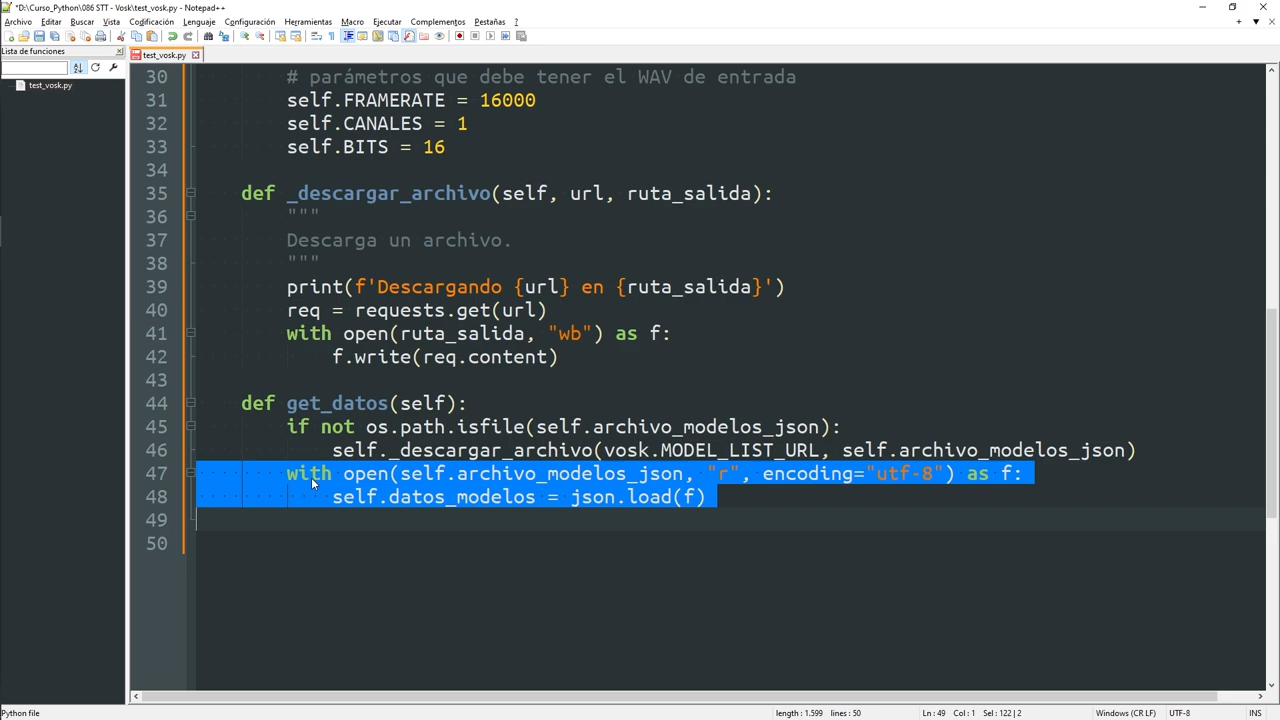 *D:\Curso_Python\086 STT - Vosk\test_vosk.py - Notepad++
Archivo Editar Buscar Vista Codificación Lenguaje Configuración Herramientas Macro Ejecutar Complementos Pestañas ?
Lista de funciones
test_vosk.py
test_vosk.py
30 # parámetros que debe tener el WAV de entrada
31 self.FRAMERATE = 16000
32 self.CANALES = 1
33 self.BITS = 16
34
35 def _descargar_archivo(self, url, ruta_salida):
36 """
37 Descarga un archivo.
38 """
39 print(f'Descargando {url} en {ruta_salida}')
40 req = requests.get(url)
41 with open(ruta_salida, "wb") as f:
42 f.write(req.content)
43
44 def get_datos(self):
45 if not os.path.isfile(self.archivo_modelos_json):
46 self._descargar_archivo(vosk.MODEL_LIST_URL, self.archivo_modelos_json)
47 with open(self.archivo_modelos_json, "r", encoding="utf-8") as f:
48 self.datos_modelos = json.load(f)
49
50
Python file length : 1.599 lines : 50 Ln : 49 Col : 1 Sel : 122 | 2 Windows (CR LF) UTF-8 INS